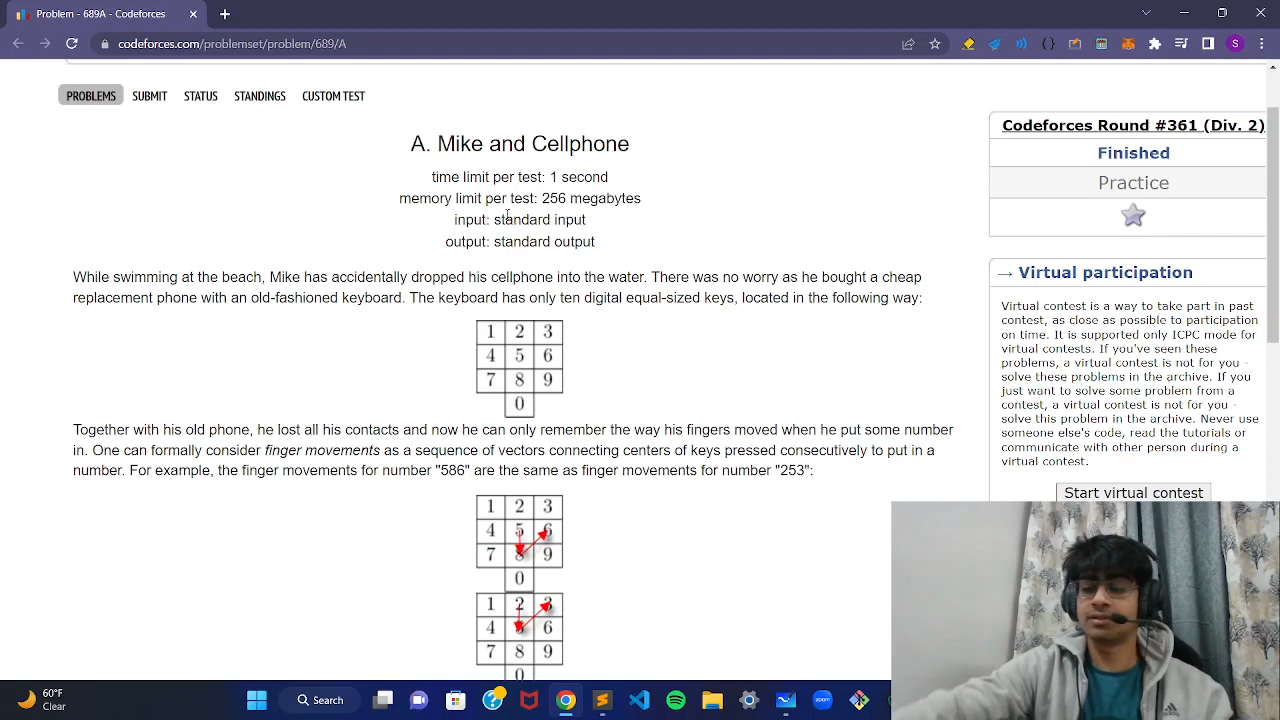 Problem - 689A - Codeforces
codeforces.com/problemset/problem/689/A
S
PROBLEMS SUBMIT STATUS STANDINGS CUSTOM TEST
A. Mike and Cellphone
time limit per test: 1 second
memory limit per test: 256 megabytes
input: standard input
output: standard output
While swimming at the beach, Mike has accidentally dropped his cellphone into the water. There was no worry as he bought a cheap
replacement phone with an old-fashioned keyboard. The keyboard has only ten digital equal-sized keys, located in the following way:
1 2 3
4 5 6
7 8 9
0
Together with his old phone, he lost all his contacts and now he can only remember the way his fingers moved when he put some number
in. One can formally consider finger movements as a sequence of vectors connecting centers of keys pressed consecutively to put in a
number. For example, the finger movements for number "586" are the same as finger movements for number "253":
1 2 3
4 5 6
7 8 9
0
1 2 3
4 6
7 8 9
0
Codeforces Round #361 (Div. 2)
Finished
Practice
→ Virtual participation
Virtual contest is a way to take part in past
contest, as close as possible to participation
on time. It is supported only ICPC mode for
virtual contests. If you've seen these
problems, a virtual contest is not for you -
solve these problems in the archive. If you
just want to solve some problem from a
contest, a virtual contest is not for you -
solve this problem in the archive. Never use
someone else's code, read the tutorials or
communicate with other person during a
virtual contest.
Start virtual contest
60°F
Clear
Search
zoom